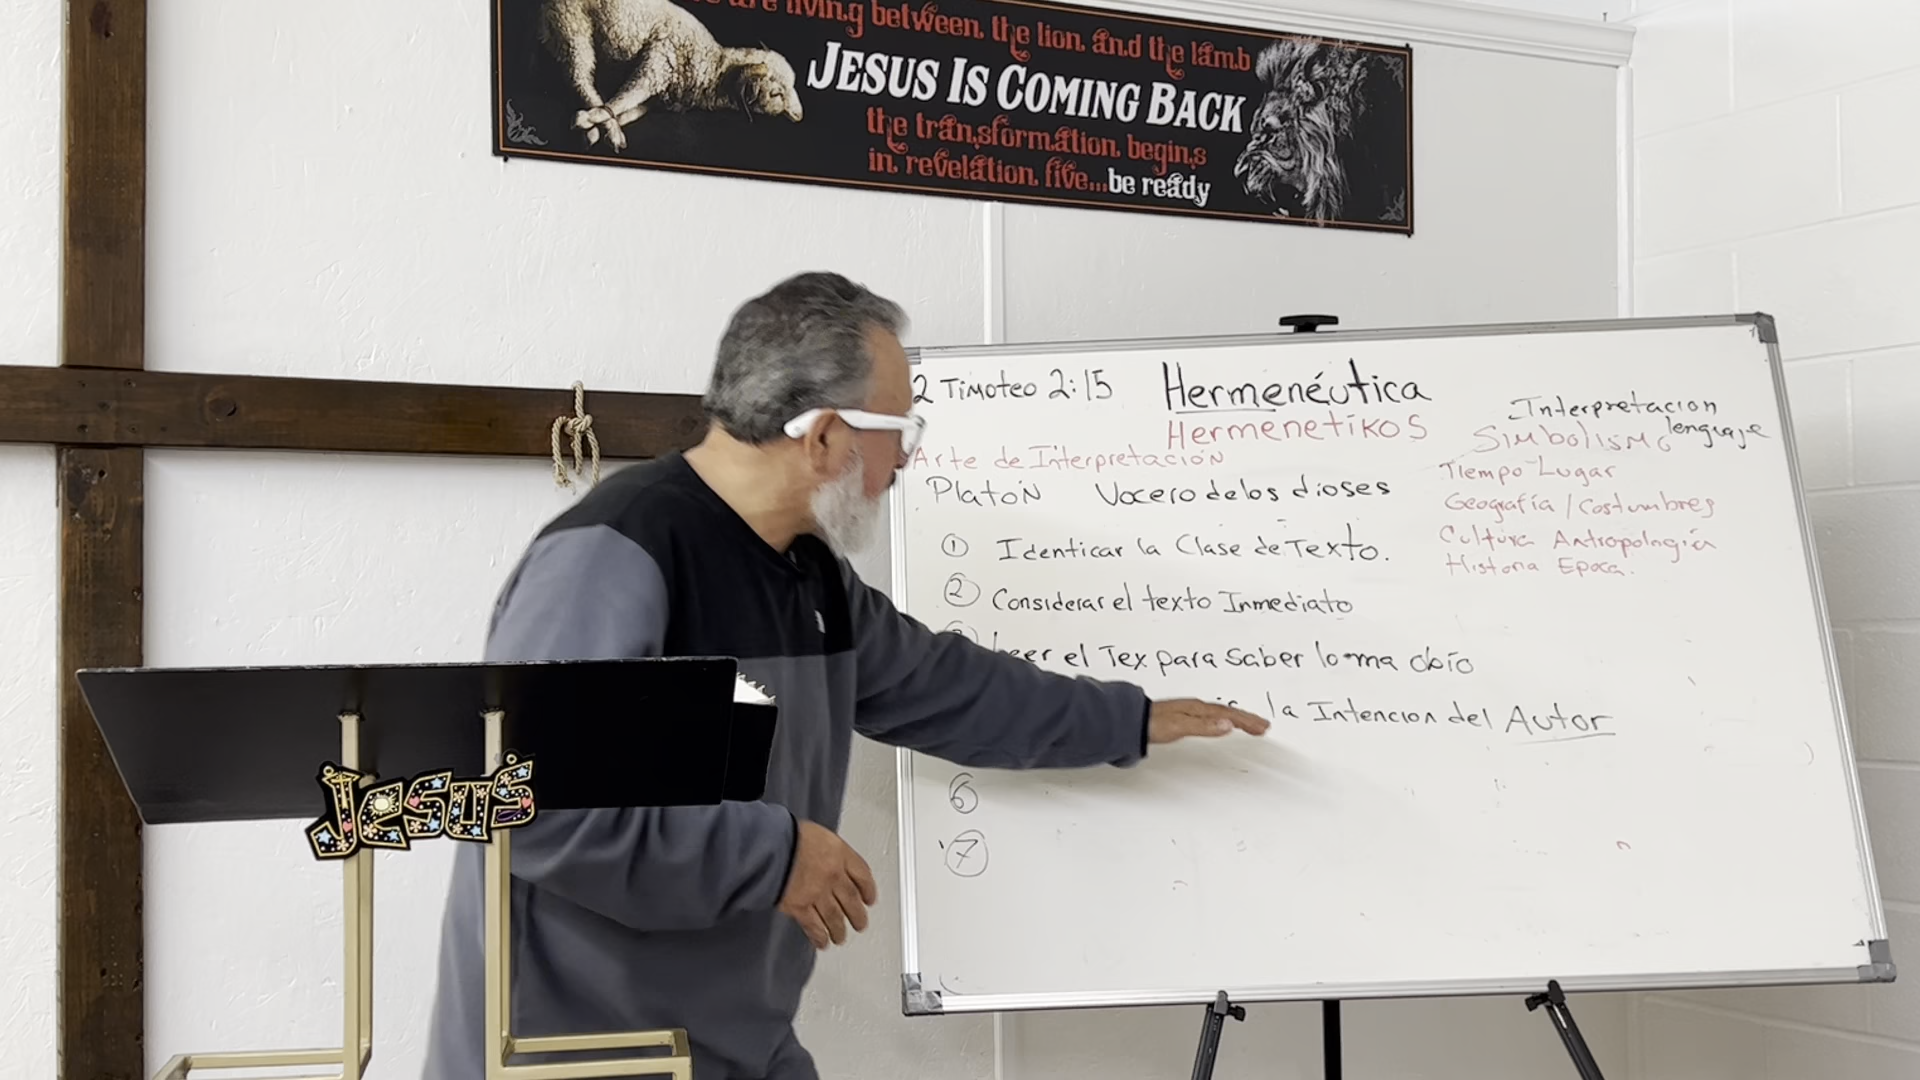 are living between the lion and the lamb
JESUS IS COMING BACK
the transformation begins
in revelation five...be ready
2 Timoteo 2:15 Hermenéutica
Hermenetikos
Arte de Interpretación
Platon Vocero delos dioses
① Identicar la Clase de Texto.
② Considerar el texto Inmediato
Leer el Tex para Saber lo ma obio
la Intencion del Autor
⑥
⑦
Interpretacion
lenguaje
Simbolismo
Tiempo Lugar
Geografía / Costumbres
Cultura Antropología
Historia Epoca.
Jesus